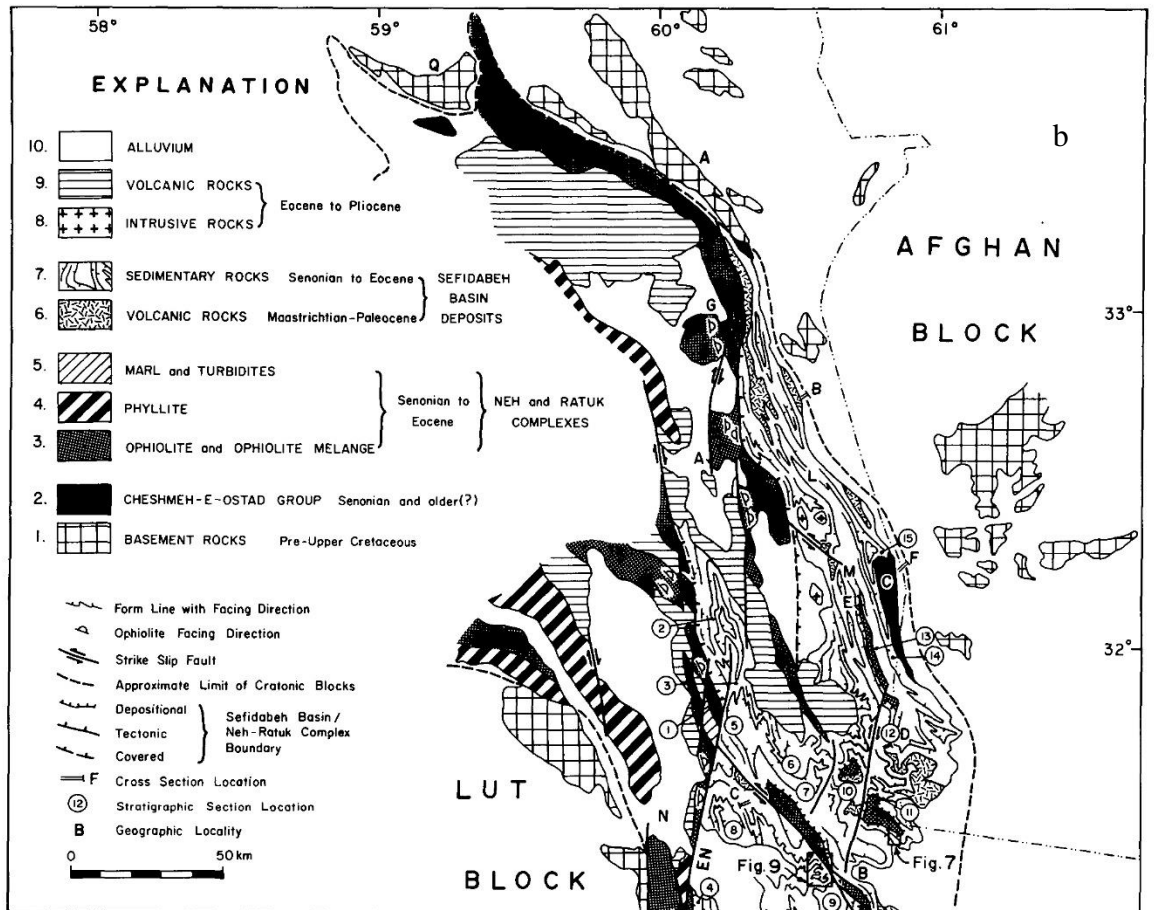 58° 59° 60° 61°
EXPLANATION
10. ALLUVIUM
9. VOLCANIC ROCKS
8. INTRUSIVE ROCKS
Eocene to Pliocene
7. SEDIMENTARY ROCKS Senonian to Eocene
6. VOLCANIC ROCKS Maastrichtian-Paleocene
SEFIDABEH
BASIN
DEPOSITS
5. MARL and TURBIDITES
4. PHYLLITE
3. OPHIOLITE and OPHIOLITE MELANGE
Senonian to
Eocene
NEH and RATUK
COMPLEXES
2. CHESHMEH-E-OSTAD GROUP Senonian and older(?)
1. BASEMENT ROCKS Pre-Upper Cretaceous
Form Line with Facing Direction
Ophiolite Facing Direction
Strike Slip Fault
Approximate Limit of Cratonic Blocks
Depositional
Tectonic
Covered
Sefidabeh Basin/
Neh-Ratuk Complex
Boundary
F Cross Section Location
12 Stratigraphic Section Location
B Geographic Locality
0 50 km
b
Q
A
AFGHAN
BLOCK
33°
G
B
A
L
15
F
M
C
E
2
13
14
32°
3
1
5
12
D
6
7
10
11
LUT
BLOCK
C
N
8
EN
Fig. 9
B
Fig. 7
4
9
N